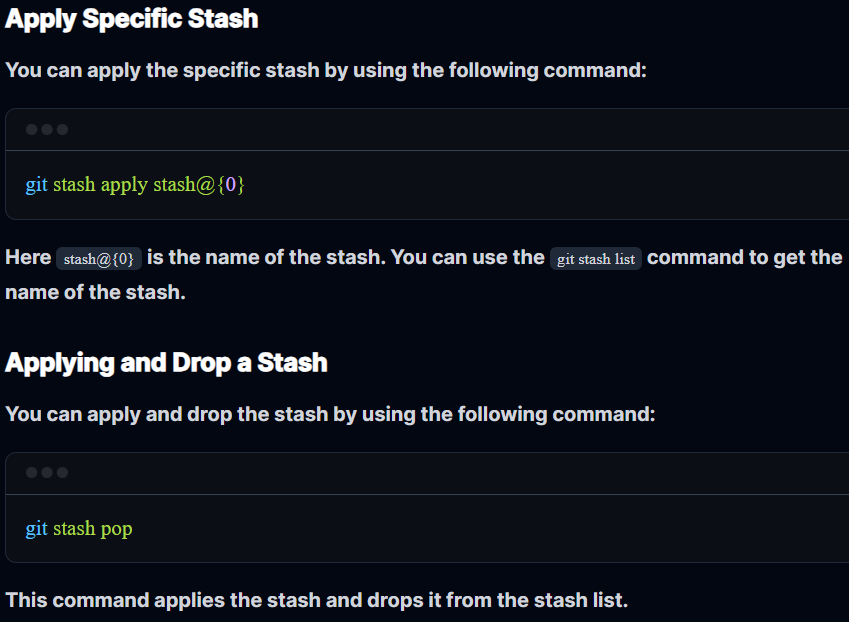 Apply Specific Stash
You can apply the specific stash by using the following command:
git stash apply stash@{0}
Here stash@{0} is the name of the stash. You can use the git stash list command to get the
name of the stash.
Applying and Drop a Stash
You can apply and drop the stash by using the following command:
git stash pop
This command applies the stash and drops it from the stash list.